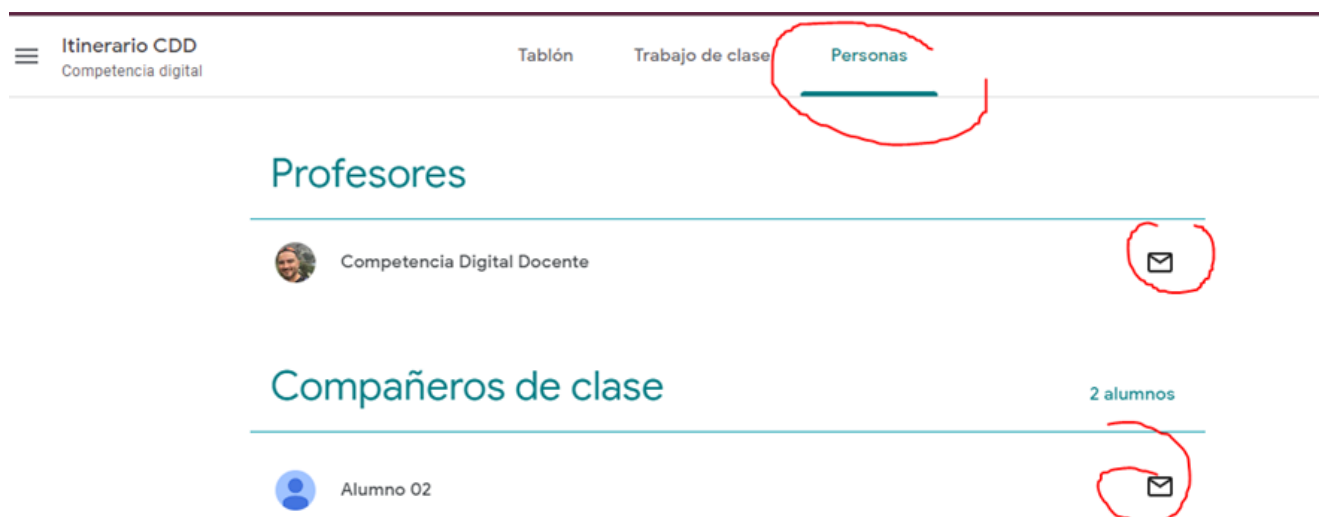 Itinerario CDD
Competencia digital
Tablón
Trabajo de clase
Personas
Profesores
Competencia Digital Docente
Compañeros de clase
2 alumnos
Alumno 02